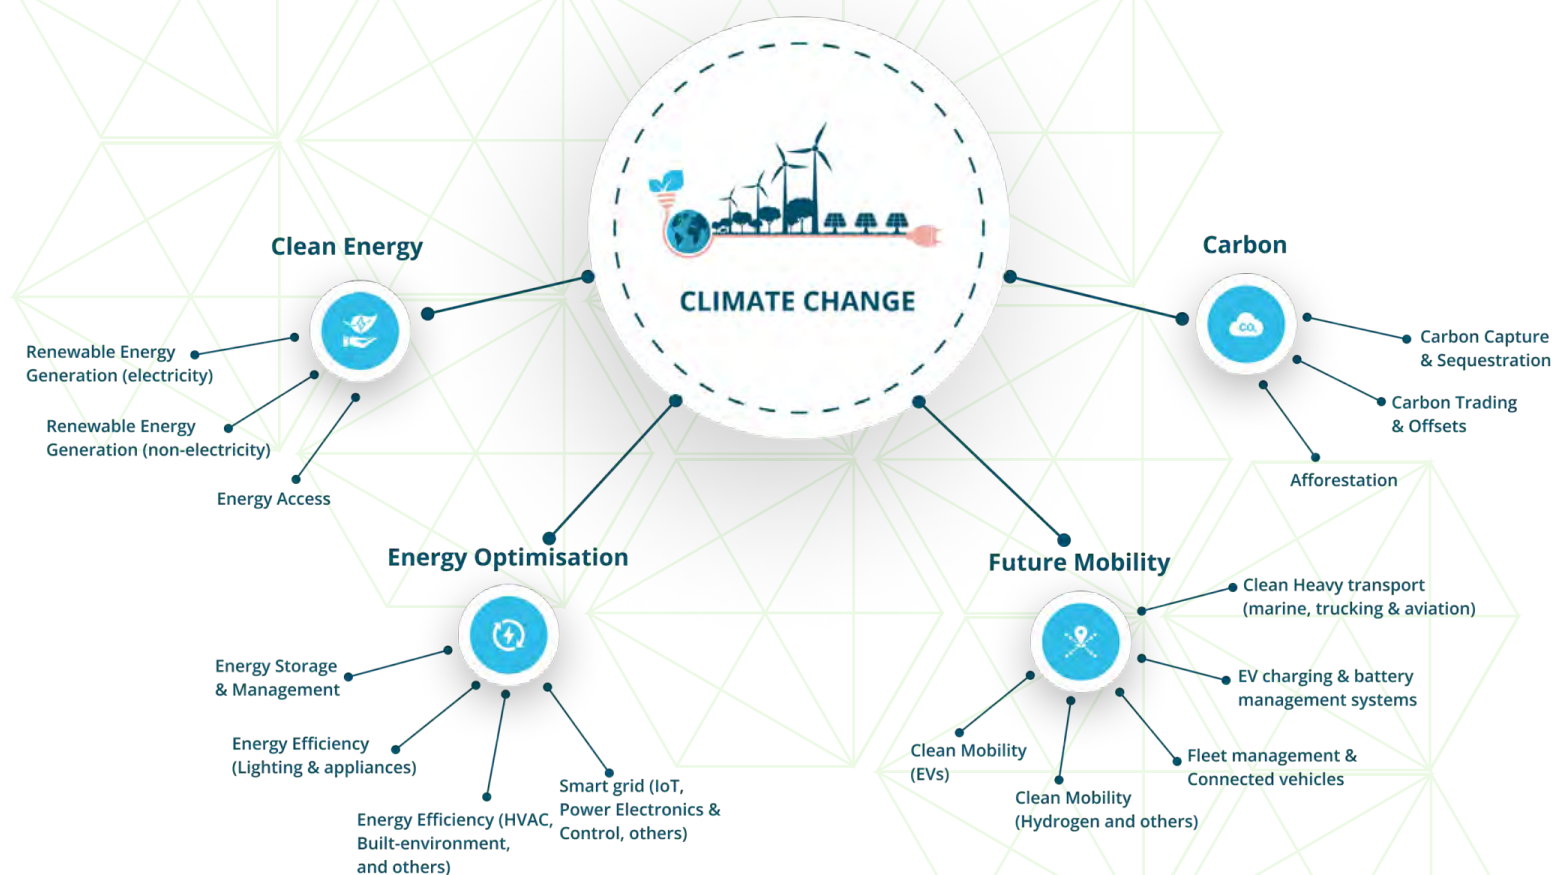 CLIMATE CHANGE
Clean Energy
Renewable Energy
Generation (electricity)
Renewable Energy
Generation (non-electricity)
Energy Access
Energy Optimisation
Energy Storage
& Management
Energy Efficiency
(Lighting & appliances)
Energy Efficiency (HVAC,
Built-environment,
and others)
Smart grid (IoT,
Power Electronics &
Control, others)
Future Mobility
Clean Mobility
(EVs)
Clean Mobility
(Hydrogen and others)
Fleet management &
Connected vehicles
EV charging & battery
management systems
Clean Heavy transport
(marine, trucking & aviation)
Carbon
CO₂
Carbon Capture
& Sequestration
Carbon Trading
& Offsets
Afforestation